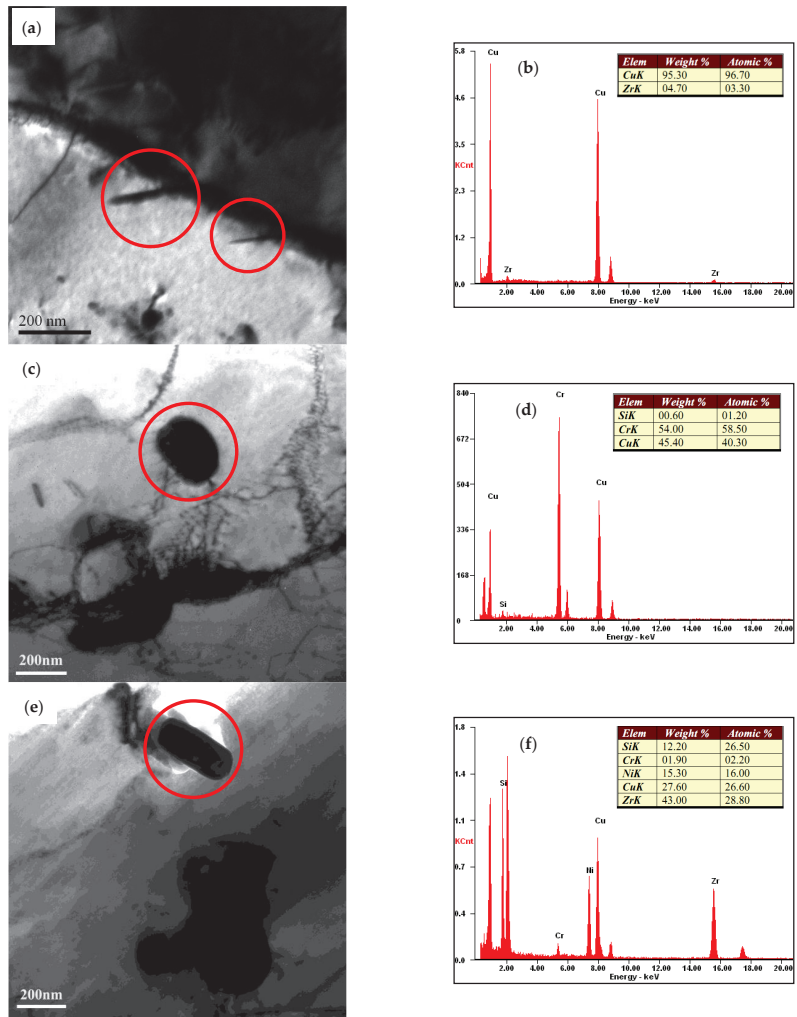 (a)
200 nm
(b)
Elem Weight % Atomic %
CuK 95.30 96.70
ZrK 04.70 03.30
5.8
4.6
3.5
KCnt
2.3
1.2
0.0
Cu
Cu
Zr
Zr
2.00 4.00 6.00 8.00 10.00 12.00 14.00 16.00 18.00 20.00
Energy - keV
(c)
200nm
(d)
Elem Weight % Atomic %
SiK 00.60 01.20
CrK 54.00 58.50
CuK 45.40 40.30
840
672
504
336
168
0
Cr
Cu
Cu
Si
2.00 4.00 6.00 8.00 10.00 12.00 14.00 16.00 18.00 20.00
Energy - keV
(e)
200nm
(f)
Elem Weight % Atomic %
SiK 12.20 26.50
CrK 01.90 02.20
NiK 15.30 16.00
CuK 27.60 26.60
ZrK 43.00 28.80
1.8
1.4
1.1
KCnt
0.7
0.4
0.0
Si
Cu
Ni
Zr
Cr
2.00 4.00 6.00 8.00 10.00 12.00 14.00 16.00 18.00 20.00
Energy - keV